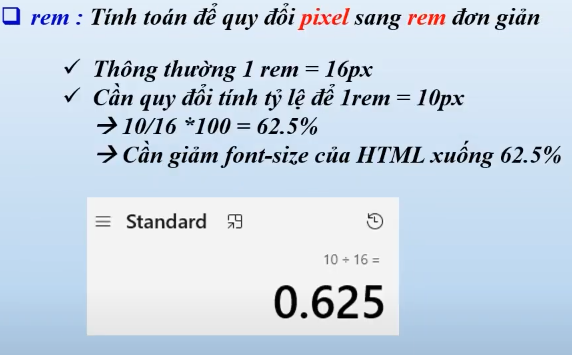 rem : Tính toán để quy đổi pixel sang rem đơn giản
✓ Thông thường 1 rem = 16px
✓ Cần quy đổi tính tỷ lệ để 1rem = 10px
→ 10/16 *100 = 62.5%
→ Cần giảm font-size của HTML xuống 62.5%
Standard
10 ÷ 16 =
0.625